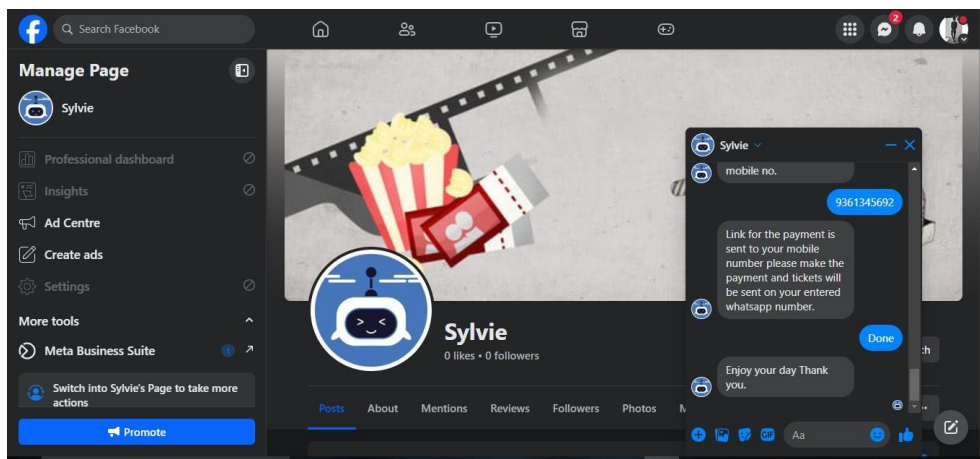 Search Facebook
2
Manage Page
Sylvie
Professional dashboard
Insights
Ad Centre
Create ads
Settings
More tools
Meta Business Suite
1
Switch into Sylvie's Page to take more
actions
Promote
Sylvie
0 likes • 0 followers
Posts About Mentions Reviews Followers Photos M
ch
Sylvie
mobile no.
9361345692
Link for the payment is
sent to your mobile
number please make the
payment and tickets will
be sent on your entered
whatsapp number.
Done
Enjoy your day Thank
you.
GIF
Aa